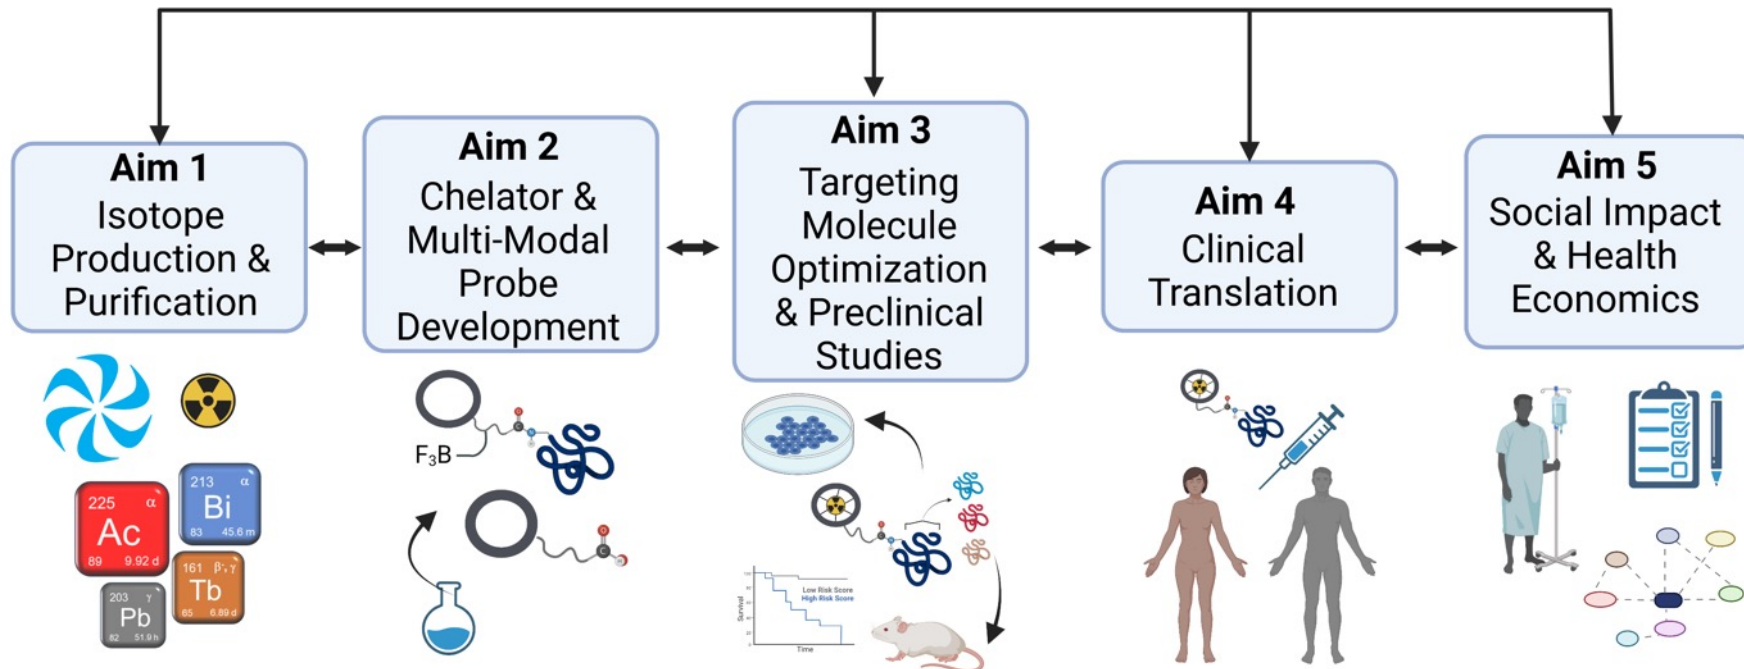 Aim 1
Isotope
Production &
Purification
Aim 2
Chelator &
Multi-Modal
Probe
Development
Aim 3
Targeting
Molecule
Optimization
& Preclinical
Studies
Aim 4
Clinical
Translation
Aim 5
Social Impact
& Health
Economics
225 α
Ac
89 9.92 d
213 α
Bi
83 45.6 m
161 β⁻, γ
Tb
65 6.89 d
203 γ
Pb
82 51.9 h
F₃B
C
N
H
O
C
O
H
C
N
Survival
100
Low Risk Score
High Risk Score
Time